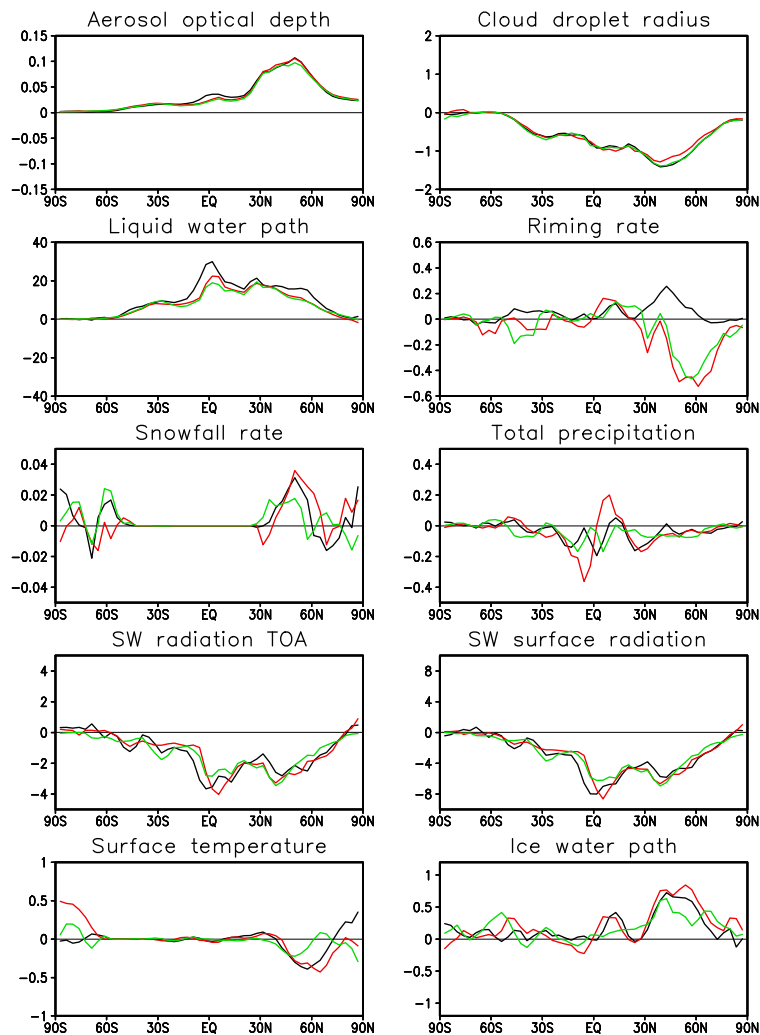 Aerosol optical depth
0.15
0.1
0.05
0
−0.05
−0.1
−0.15
90S 60S 30S EQ 30N 60N 90N
Cloud droplet radius
2
1
0
−1
−2
90S 60S 30S EQ 30N 60N 90N
Liquid water path
40
20
0
−20
−40
90S 60S 30S EQ 30N 60N 90N
Riming rate
0.6
0.4
0.2
0
−0.2
−0.4
−0.6
90S 60S 30S EQ 30N 60N 90N
Snowfall rate
0.04
0.02
0
−0.02
−0.04
90S 60S 30S EQ 30N 60N 90N
Total precipitation
0.4
0.2
0
−0.2
−0.4
90S 60S 30S EQ 30N 60N 90N
SW radiation TOA
4
2
0
−2
−4
90S 60S 30S EQ 30N 60N 90N
SW surface radiation
8
4
0
−4
−8
90S 60S 30S EQ 30N 60N 90N
Surface temperature
1
0.5
0
−0.5
−1
90S 60S 30S EQ 30N 60N 90N
Ice water path
1
0.5
0
−0.5
−1
90S 60S 30S EQ 30N 60N 90N